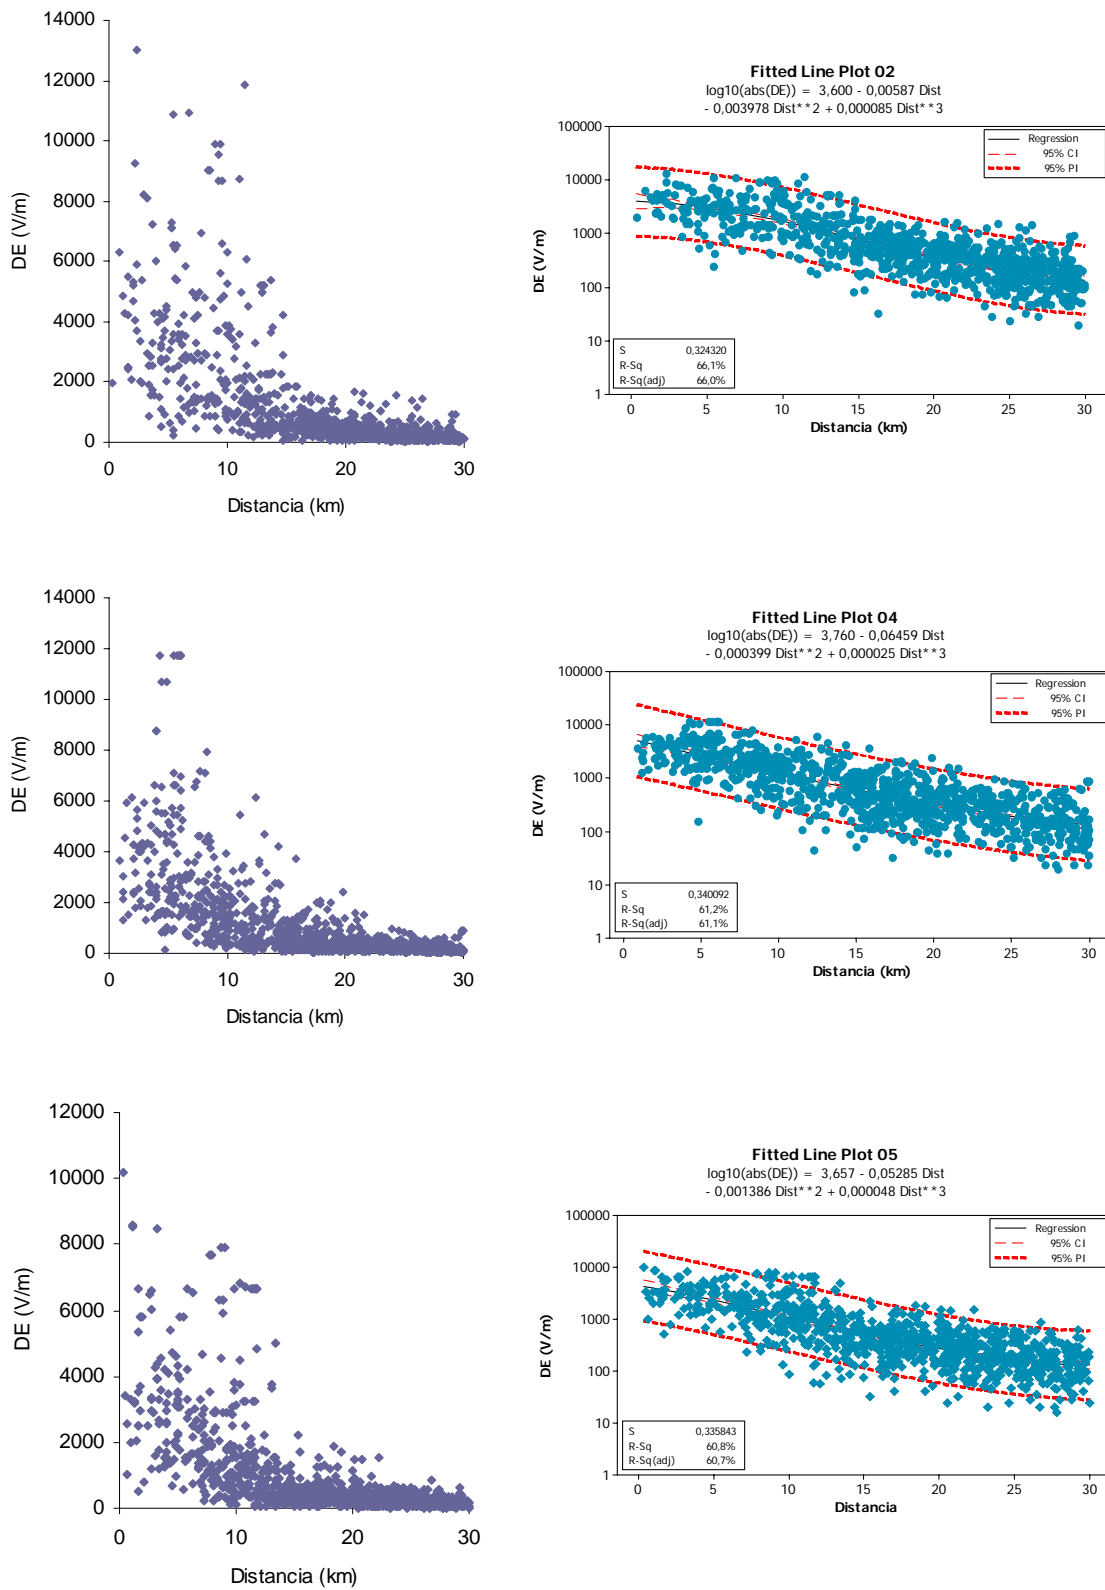 14000
12000
10000
8000
6000
4000
2000
0
DE (V/m)
0 10 20 30
Distancia (km)
Fitted Line Plot 02
log10(abs(DE)) = 3,600 - 0,00587 Dist
- 0,003978 Dist**2 + 0,000085 Dist**3
100000
10000
1000
100
10
1
DE (V/m)
Regression
95% CI
95% PI
S 0,324320
R-Sq 66,1%
R-Sq(adj) 66,0%
0 5 10 15 20 25 30
Distancia (km)
14000
12000
10000
8000
6000
4000
2000
0
DE (V/m)
0 10 20 30
Distancia (km)
Fitted Line Plot 04
log10(abs(DE)) = 3,760 - 0,06459 Dist
- 0,000399 Dist**2 + 0,000025 Dist**3
100000
10000
1000
100
10
1
DE (V/m)
Regression
95% CI
95% PI
S 0,340092
R-Sq 61,2%
R-Sq(adj) 61,1%
0 5 10 15 20 25 30
Distancia (km)
12000
10000
8000
6000
4000
2000
0
DE (V/m)
0 10 20 30
Distancia (km)
Fitted Line Plot 05
log10(abs(DE)) = 3,657 - 0,05285 Dist
- 0,001386 Dist**2 + 0,000048 Dist**3
100000
10000
1000
100
10
1
DE (V/m)
Regression
95% CI
95% PI
S 0,335843
R-Sq 60,8%
R-Sq(adj) 60,7%
0 5 10 15 20 25 30
Distancia